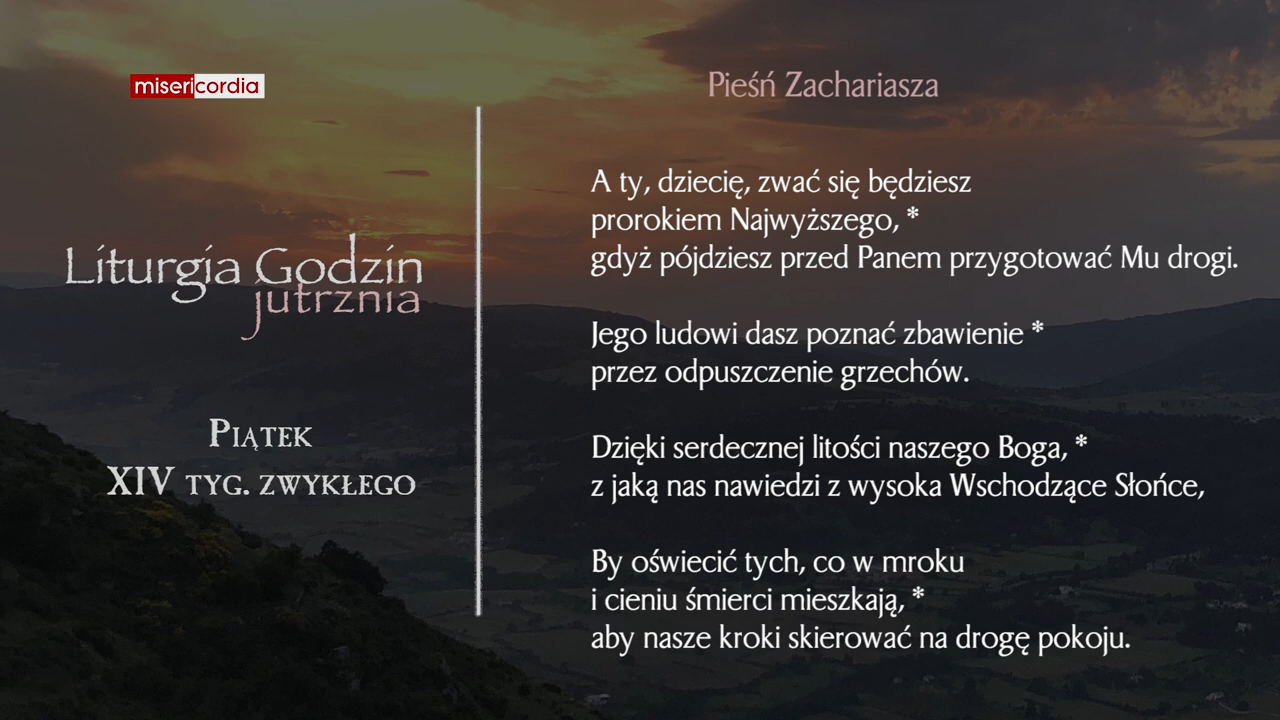 misericordia
Liturgia Godzin
jutrznia
Piątek
XIV tyg. zwykłego
Pieśń Zachariasza
A ty, dziecię, zwać się będziesz
prorokiem Najwyższego, *
gdyż pójdziesz przed Panem przygotować Mu drogi.
Jego ludowi dasz poznać zbawienie *
przez odpuszczenie grzechów.
Dzięki serdecznej litości naszego Boga, *
z jaką nas nawiedzi z wysoka Wschodzące Słońce,
By oświecić tych, co w mroku
i cieniu śmierci mieszkają, *
aby nasze kroki skierować na drogę pokoju.